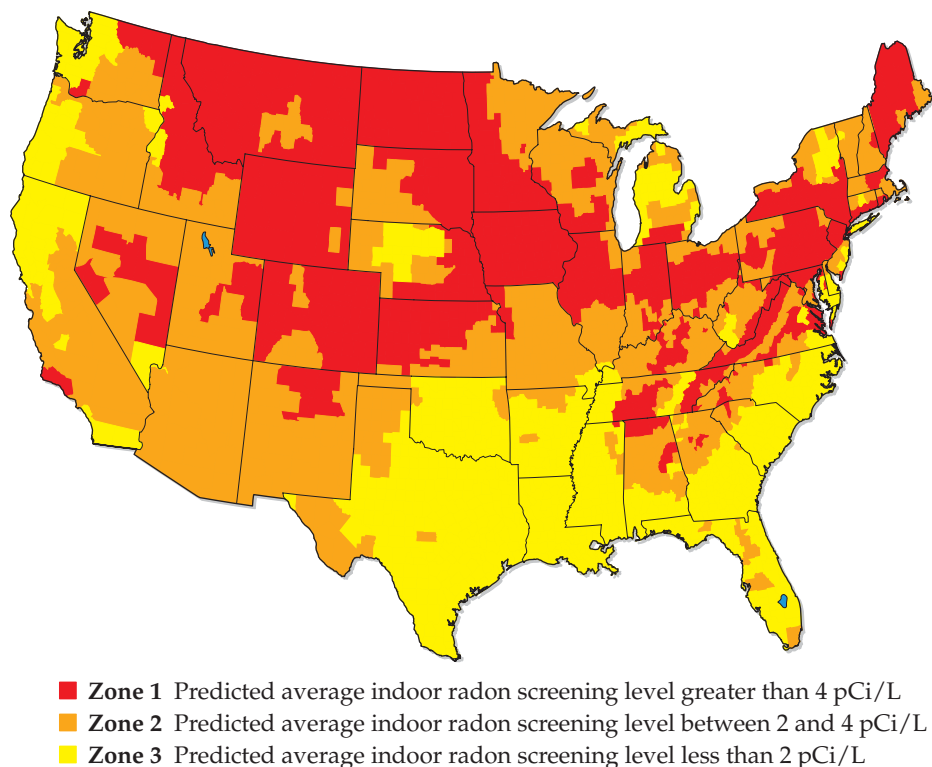 Zone 1 Predicted average indoor radon screening level greater than 4 pCi/L
Zone 2 Predicted average indoor radon screening level between 2 and 4 pCi/L
Zone 3 Predicted average indoor radon screening level less than 2 pCi/L